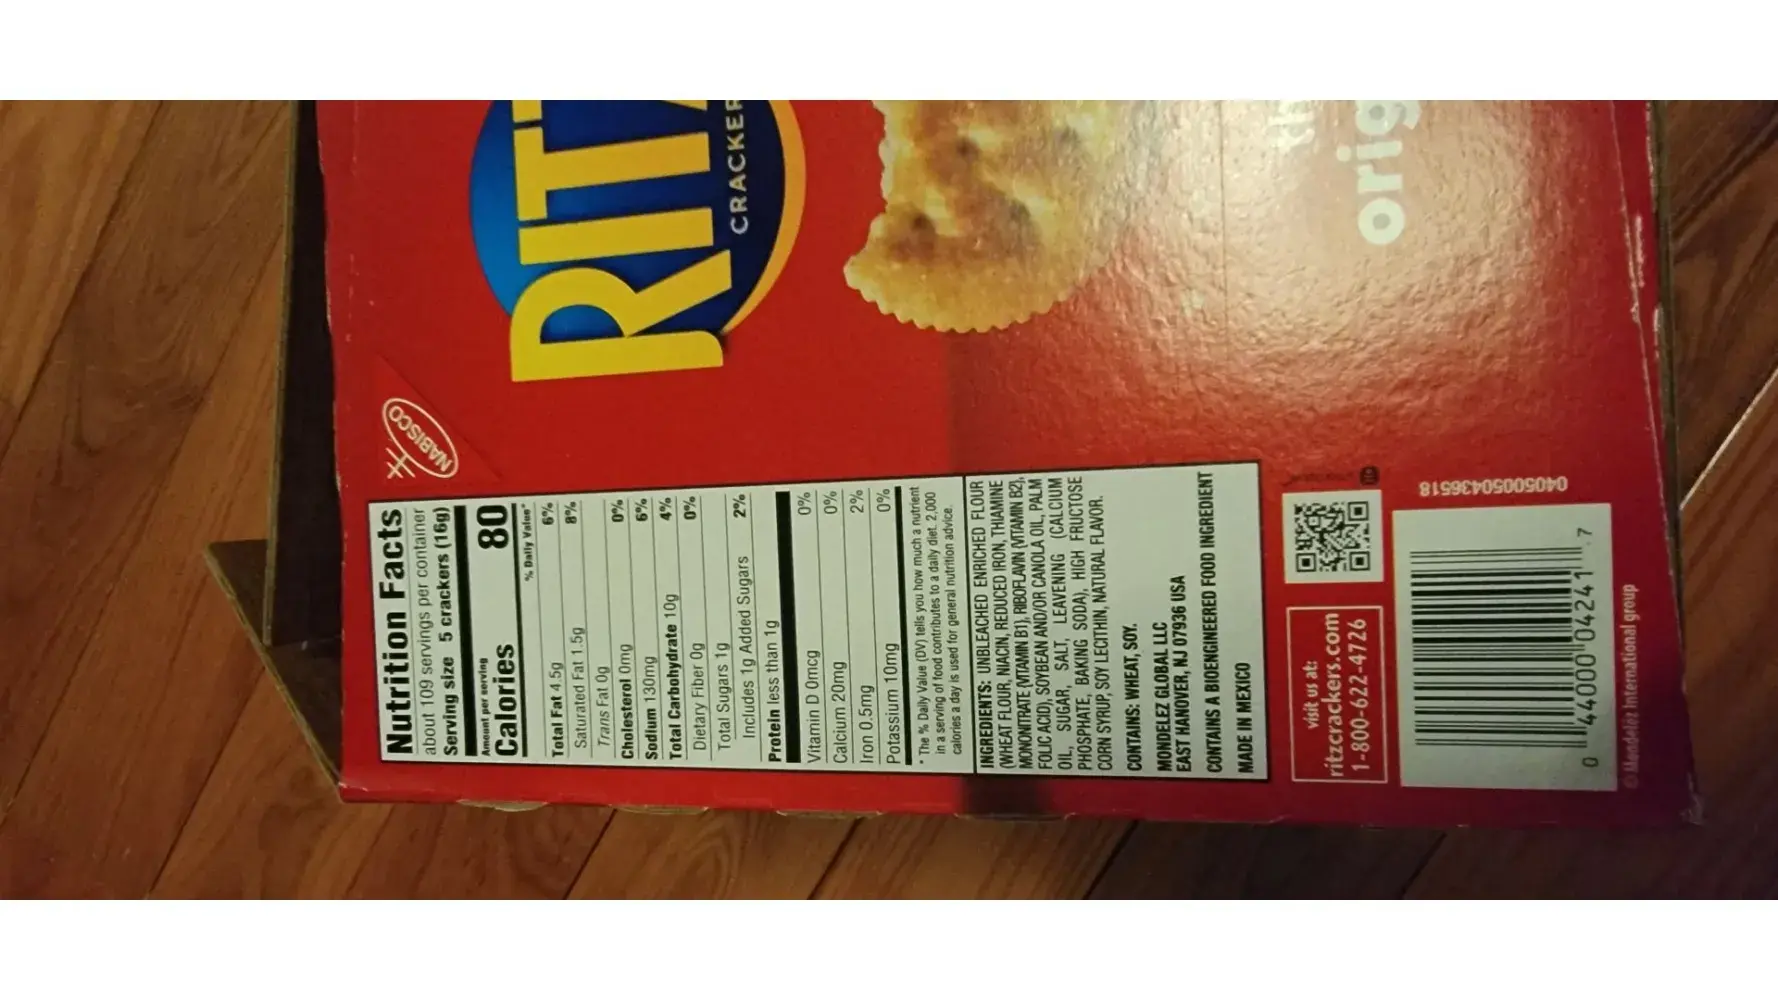 NABISCO
RITZ
CRACKER
orig
Nutrition Facts
about 109 servings per container
Serving size 5 crackers (16g)
Amount per serving
Calories 80
% Daily Value*
Total Fat 4.5g 6%
Saturated Fat 1.5g 8%
Trans Fat 0g
Cholesterol 0mg 0%
Sodium 130mg 6%
Total Carbohydrate 10g 4%
Dietary Fiber 0g 0%
Total Sugars 1g
Includes 1g Added Sugars 2%
Protein less than 1g
Vitamin D 0mcg 0%
Calcium 20mg 0%
Iron 0.5mg 2%
Potassium 10mg 0%
* The % Daily Value (DV) tells you how much a nutrient
in a serving of food contributes to a daily diet. 2,000
calories a day is used for general nutrition advice.
INGREDIENTS: UNBLEACHED ENRICHED FLOUR
(WHEAT FLOUR, NIACIN, REDUCED IRON, THIAMINE
MONONITRATE (VITAMIN B1), RIBOFLAVIN (VITAMIN B2),
FOLIC ACID), SOYBEAN AND/OR CANOLA OIL, PALM
OIL, SUGAR, SALT, LEAVENING (CALCIUM
PHOSPHATE, BAKING SODA), HIGH FRUCTOSE
CORN SYRUP, SOY LECITHIN, NATURAL FLAVOR.
CONTAINS: WHEAT, SOY.
MONDELEZ GLOBAL LLC
EAST HANOVER, NJ 07936 USA
CONTAINS A BIOENGINEERED FOOD INGREDIENT
MADE IN MEXICO
visit us at:
ritzcrackers.com
1-800-622-4726
04050050436518
0 44000 04241 7
© Mondelēz International group